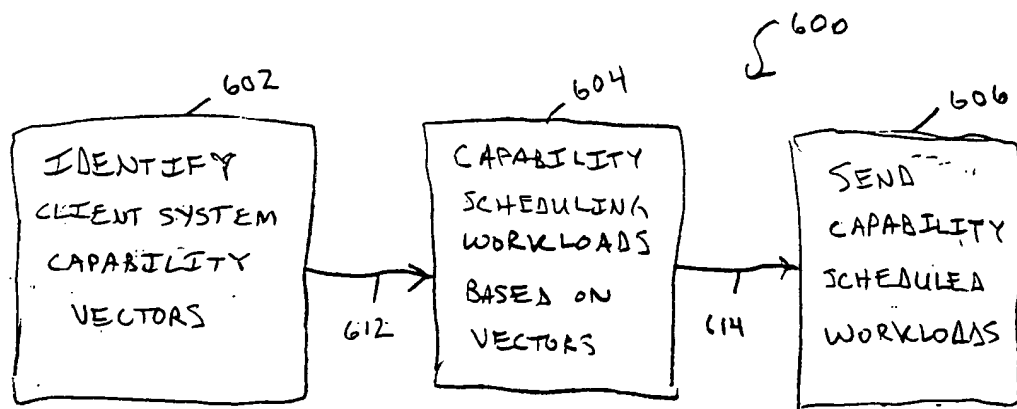 600
602
604
606
IDENTIFY
CLIENT SYSTEM
CAPABILITY
VECTORS
612
CAPABILITY
SCHEDULING
WORKLOADS
BASED ON
VECTORS
614
SEND
CAPABILITY
SCHEDULED
WORKLOADS